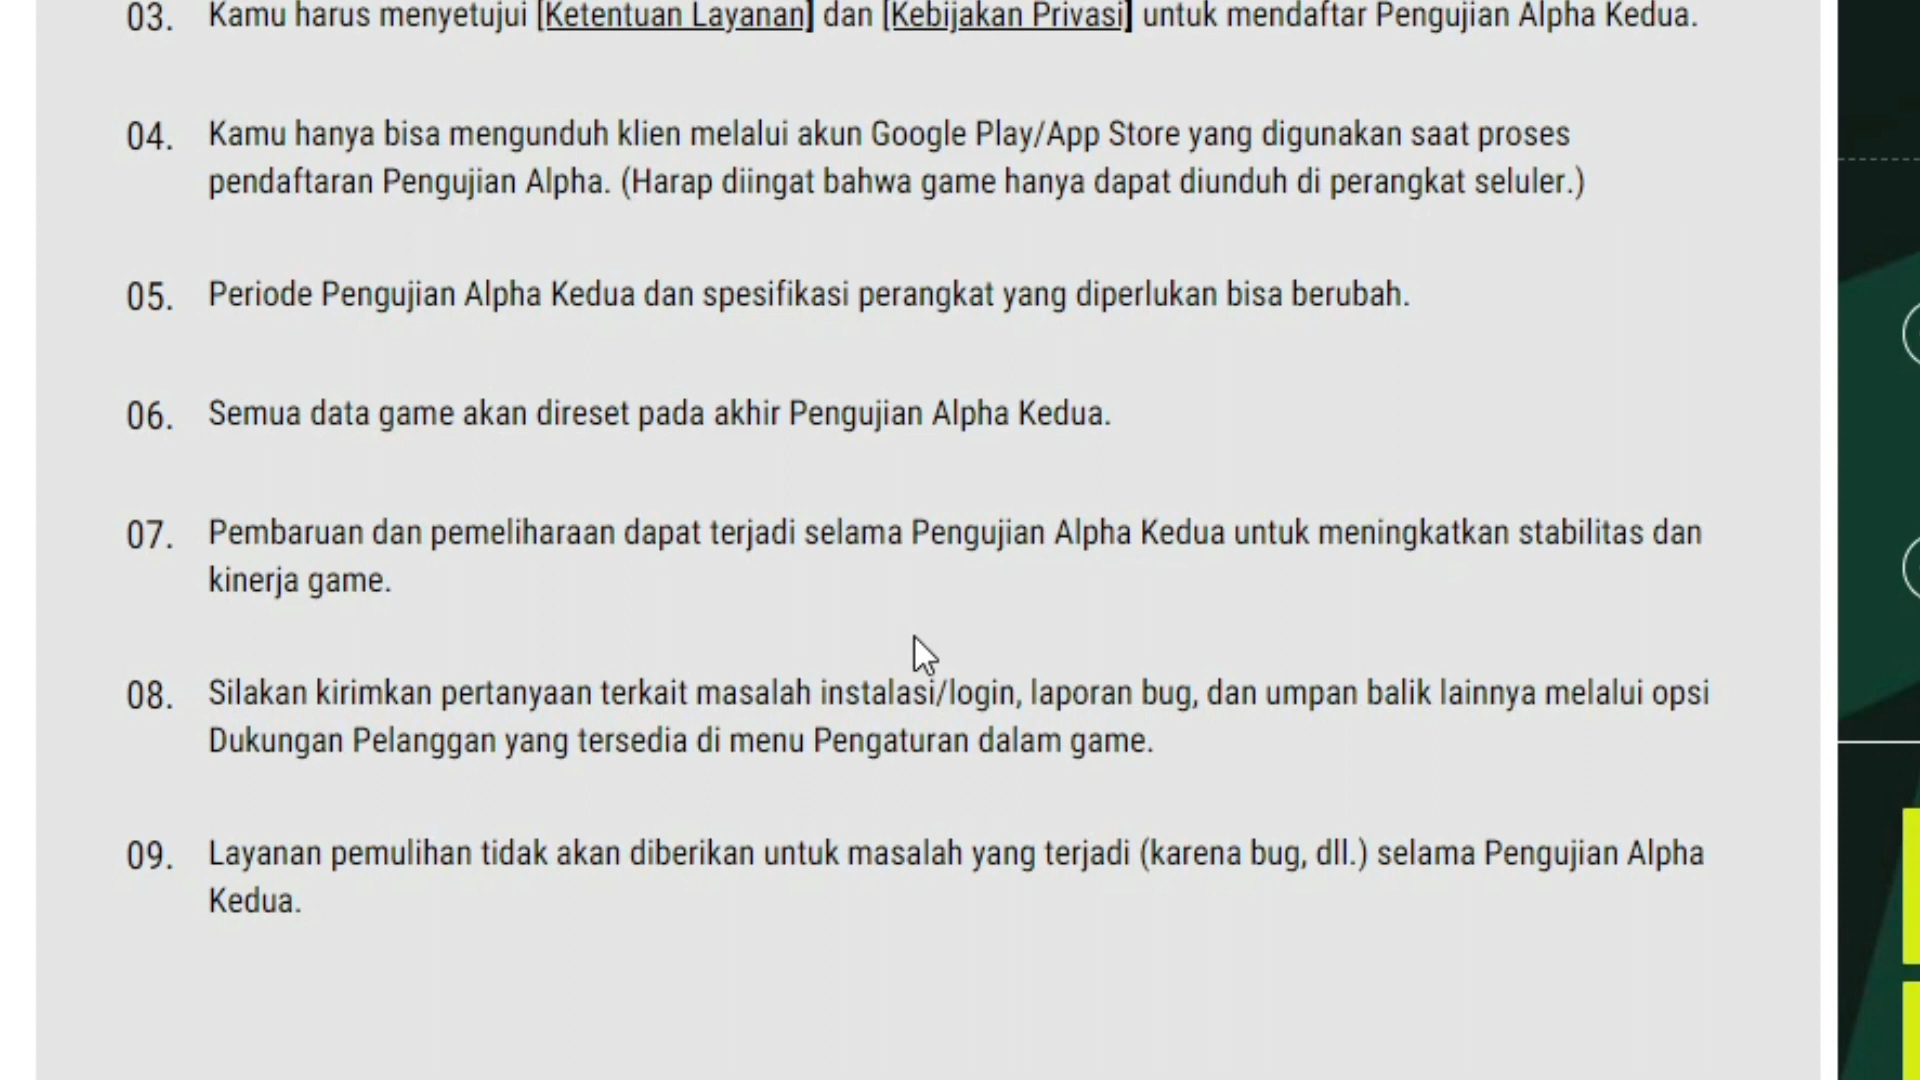 03. Kamu harus menyetujui [Ketentuan Layanan] dan [Kebijakan Privasi] untuk mendaftar Pengujian Alpha Kedua.
04. Kamu hanya bisa mengunduh klien melalui akun Google Play/App Store yang digunakan saat proses
pendaftaran Pengujian Alpha. (Harap diingat bahwa game hanya dapat diunduh di perangkat seluler.)
05. Periode Pengujian Alpha Kedua dan spesifikasi perangkat yang diperlukan bisa berubah.
06. Semua data game akan direset pada akhir Pengujian Alpha Kedua.
07. Pembaruan dan pemeliharaan dapat terjadi selama Pengujian Alpha Kedua untuk meningkatkan stabilitas dan
kinerja game.
08. Silakan kirimkan pertanyaan terkait masalah instalasi/login, laporan bug, dan umpan balik lainnya melalui opsi
Dukungan Pelanggan yang tersedia di menu Pengaturan dalam game.
09. Layanan pemulihan tidak akan diberikan untuk masalah yang terjadi (karena bug, dll.) selama Pengujian Alpha
Kedua.